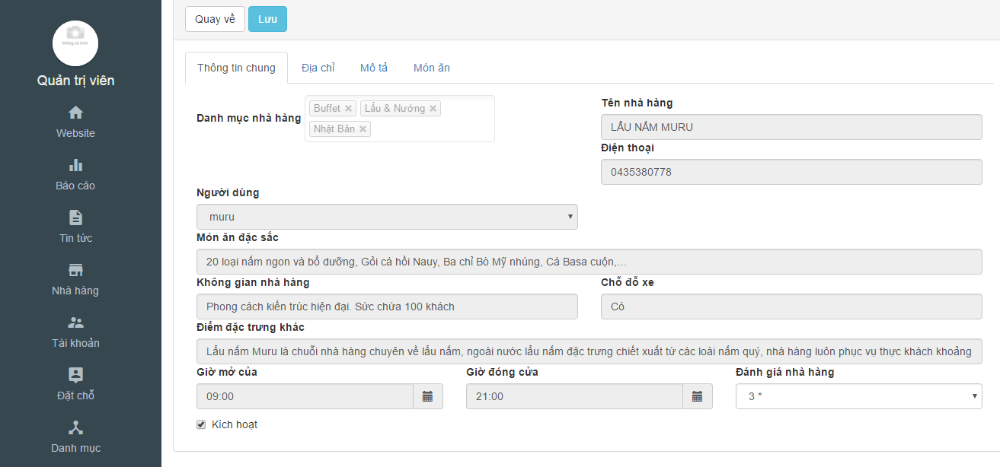 không có hình
Quản trị viên
Website
Báo cáo
Tin tức
Nhà hàng
Tài khoản
Đặt chỗ
Danh mục
Quay về
Lưu
Thông tin chung
Địa chỉ
Mô tả
Món ăn
Danh mục nhà hàng
Buffet ×
Lẩu & Nướng ×
Nhật Bản ×
Tên nhà hàng
LẨU NẤM MURU
Điện thoại
0435380778
Người dùng
muru
Món ăn đặc sắc
20 loại nấm ngon và bổ dưỡng, Gỏi cá hồi Nauy, Ba chỉ Bò Mỹ nhúng, Cá Basa cuộn,…
Không gian nhà hàng
Phong cách kiến trúc hiện đại. Sức chứa 100 khách
Chỗ đỗ xe
Có
Điểm đặc trưng khác
Lẩu nấm Muru là chuỗi nhà hàng chuyên về lẩu nấm, ngoài nước lẩu nấm đặc trưng chiết xuất từ các loài nấm quý, nhà hàng luôn phục vụ thực khách khoảng
Giờ mở của
09:00
Giờ đóng cửa
21:00
Đánh giá nhà hàng
3 *
Kích hoạt